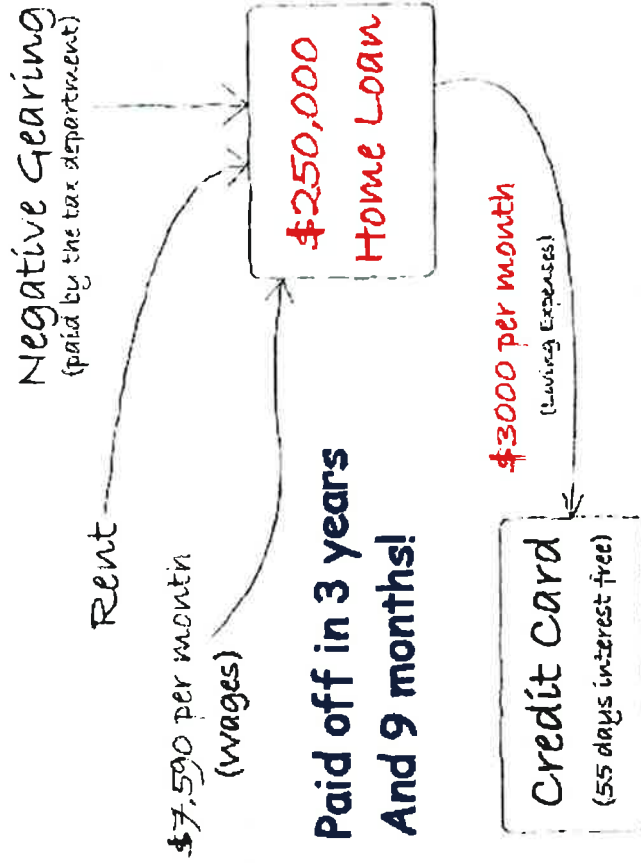 Negative Gearing
(paid by the tax department)
Rent
$7,590 per month
(wages)
$250,000
Home Loan
Paid off in 3 years
And 9 months!
$3000 per month
(Living Expenses)
Credit Card
(55 days interest free)